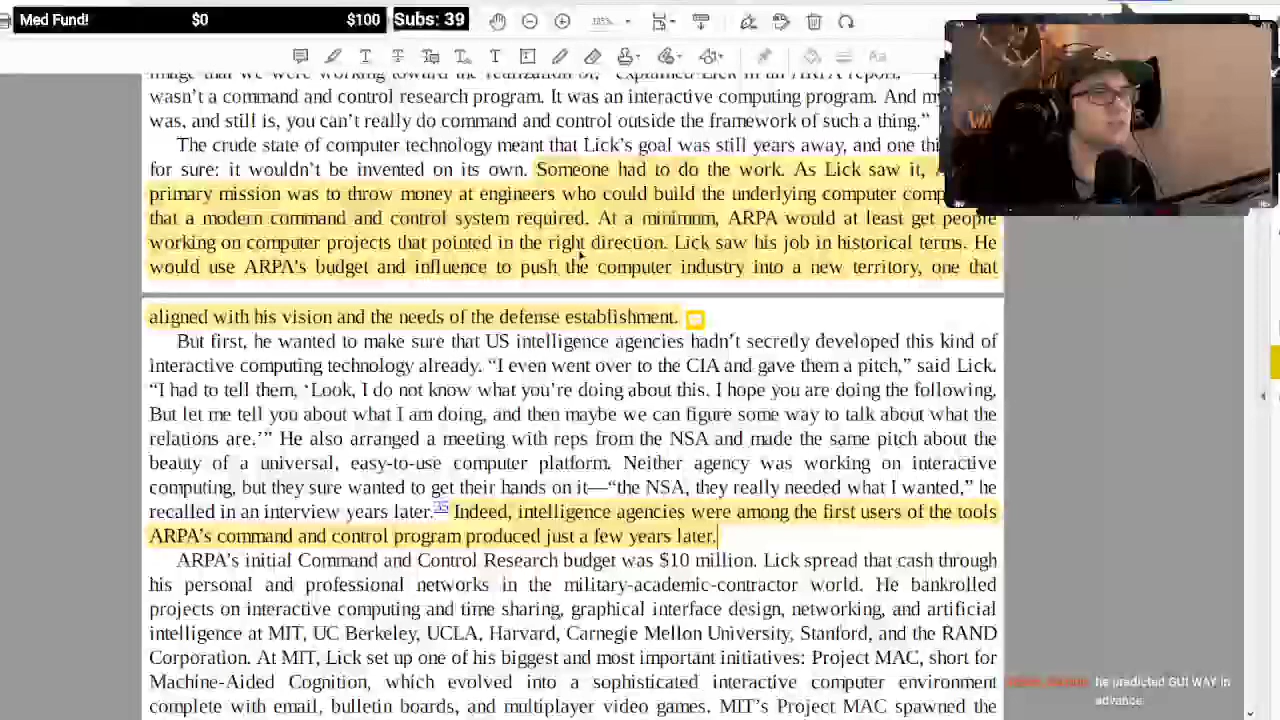 Med Fund! $0 $100 Subs: 39
image that we were working toward the realization of," explained Lick in an ARPA report,
wasn't a command and control research program. It was an interactive computing program. And my
was, and still is, you can't really do command and control outside the framework of such a thing."
The crude state of computer technology meant that Lick's goal was still years away, and one thi
for sure: it wouldn't be invented on its own. Someone had to do the work. As Lick saw it,
primary mission was to throw money at engineers who could build the underlying computer comp
that a modern command and control system required. At a minimum, ARPA would at least get people
working on computer projects that pointed in the right direction. Lick saw his job in historical terms. He
would use ARPA's budget and influence to push the computer industry into a new territory, one that
aligned with his vision and the needs of the defense establishment.
But first, he wanted to make sure that US intelligence agencies hadn't secretly developed this kind of
interactive computing technology already. "I even went over to the CIA and gave them a pitch," said Lick.
"I had to tell them, 'Look, I do not know what you're doing about this. I hope you are doing the following.
But let me tell you about what I am doing, and then maybe we can figure some way to talk about what the
relations are.'" He also arranged a meeting with reps from the NSA and made the same pitch about the
beauty of a universal, easy-to-use computer platform. Neither agency was working on interactive
computing, but they sure wanted to get their hands on it—"the NSA, they really needed what I wanted," he
recalled in an interview years later.35 Indeed, intelligence agencies were among the first users of the tools
ARPA's command and control program produced just a few years later.
ARPA's initial Command and Control Research budget was $10 million. Lick spread that cash through
his personal and professional networks in the military-academic-contractor world. He bankrolled
projects on interactive computing and time sharing, graphical interface design, networking, and artificial
intelligence at MIT, UC Berkeley, UCLA, Harvard, Carnegie Mellon University, Stanford, and the RAND
Corporation. At MIT, Lick set up one of his biggest and most important initiatives: Project MAC, short for
Machine-Aided Cognition, which evolved into a sophisticated interactive computer environment
complete with email, bulletin boards, and multiplayer video games. MIT's Project MAC spawned the
he predicted GUI WAY in
advance